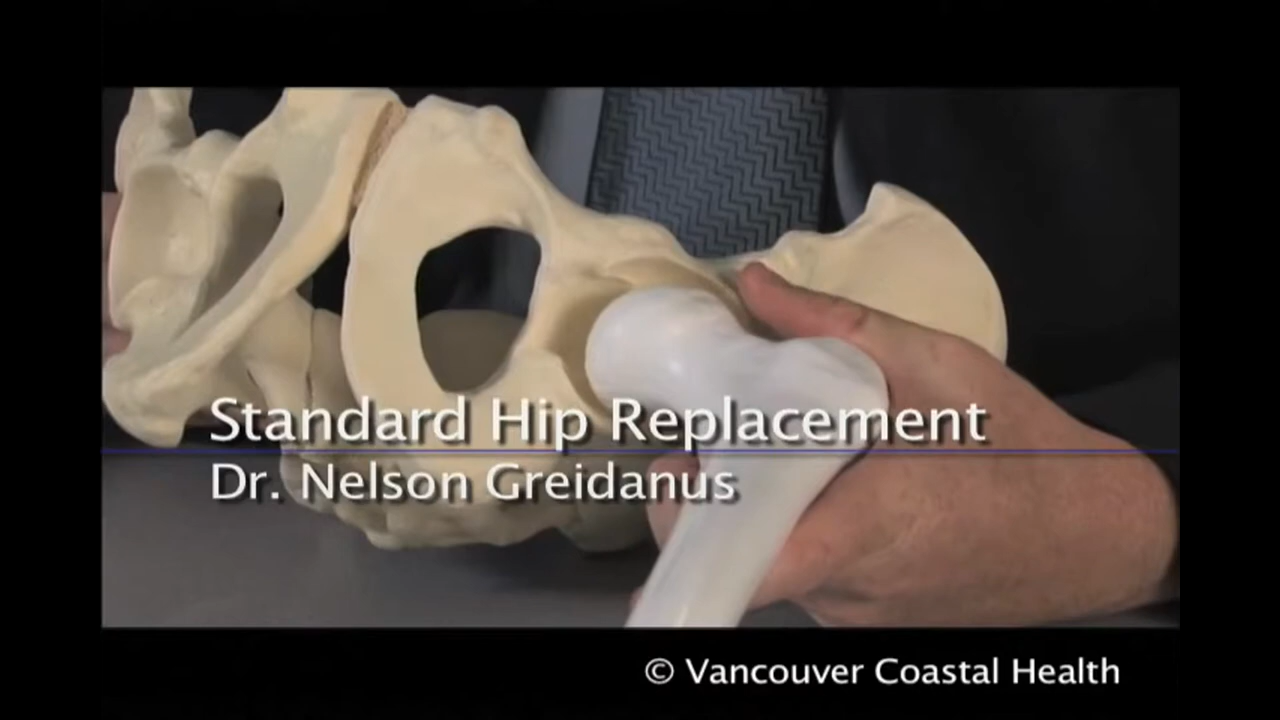 Standard Hip Replacement
Dr. Nelson Greidanus
© Vancouver Coastal Health